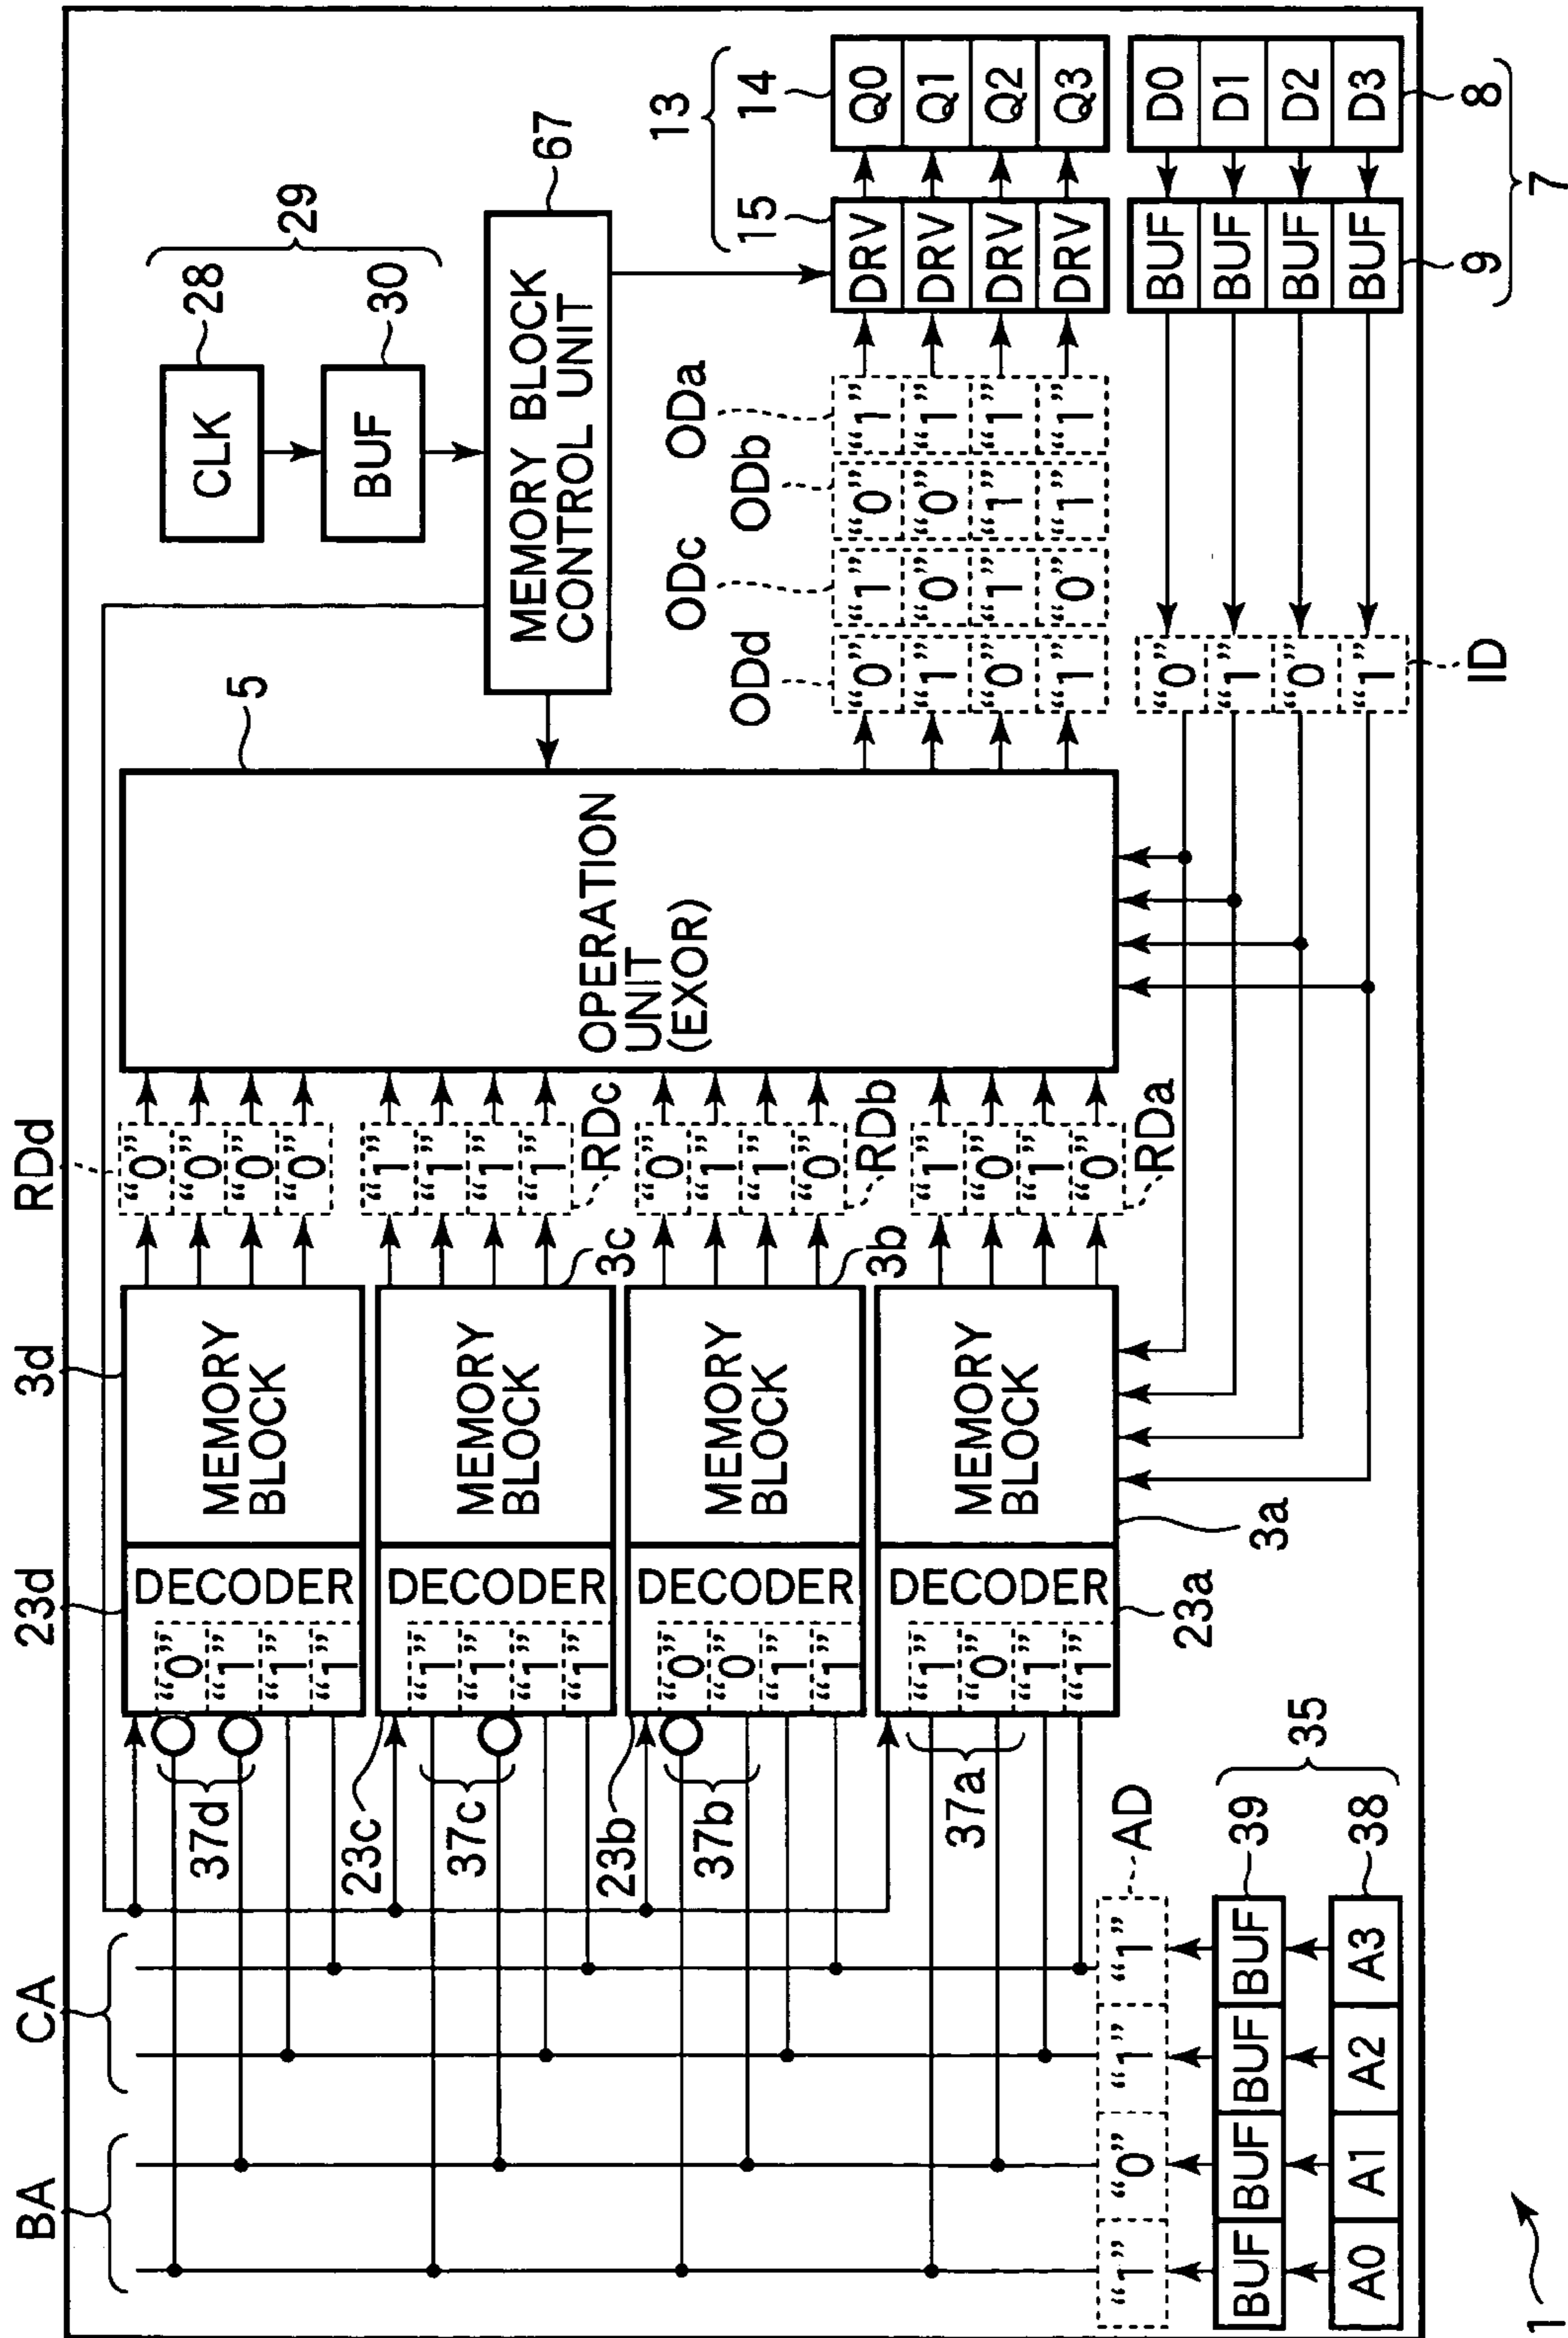 BA
CA
23d
3d
RDd
5
29
28
30
CLK
BUF
67
MEMORY BLOCK
CONTROL UNIT
37d
DECODER
"0"
"1"
"1"
"1"
MEMORY
BLOCK
"0"
"0"
"0"
"0"
23c
37c
DECODER
"1"
"1"
"1"
"1"
MEMORY
BLOCK
3c
"1"
"1"
"1"
"1"
RDc
23b
37b
DECODER
"0"
"0"
"1"
"1"
MEMORY
BLOCK
3b
"0"
"1"
"1"
"0"
RDb
37a
DECODER
"1"
"0"
"1"
"1"
23a
MEMORY
BLOCK
3a
"1"
"0"
"1"
"0"
RDa
OPERATION
UNIT
(EXOR)
ODd
ODc
ODb
ODa
"0" "1" "0" "1"
"1" "0" "0" "1"
"0" "1" "1" "1"
"1" "0" "1" "1"
13
15
14
DRV Q0
DRV Q1
DRV Q2
DRV Q3
"0" BUF D0
"1" BUF D1
"0" BUF D2
"1" BUF D3
ID
9
8
7
"1" "0" "1" "1"
AD
BUF BUF BUF BUF
39
A0 A1 A2 A3
38
35
1